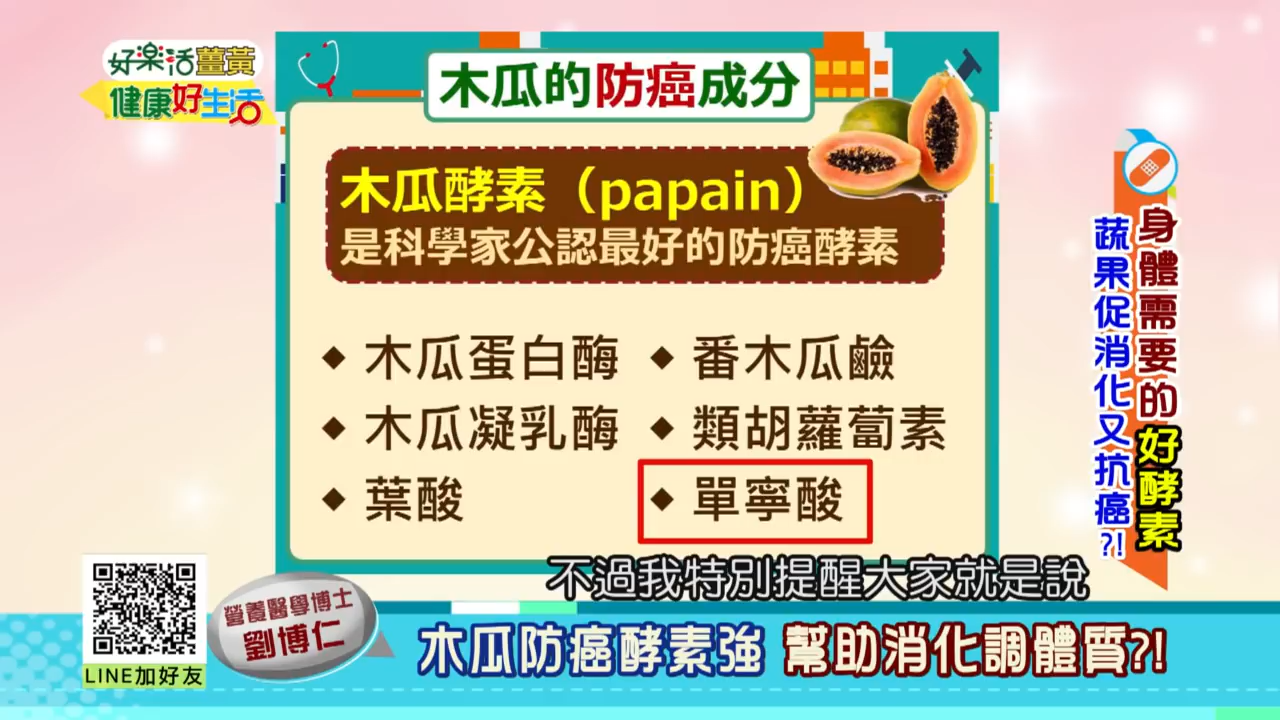 好楽活薑黃
健康好生活
木瓜的防癌成分
木瓜酵素（papain）
是科學家公認最好的防癌酵素
◆ 木瓜蛋白酶
◆ 番木瓜鹼
◆ 木瓜凝乳酶
◆ 類胡蘿蔔素
◆ 葉酸
◆ 單寧酸
身體需要的好酵素
蔬果促消化又抗癌?!
不過我特別提醒大家就是說
營養醫學博士
劉博仁
木瓜防癌酵素強 幫助消化調體質?!
LINE加好友